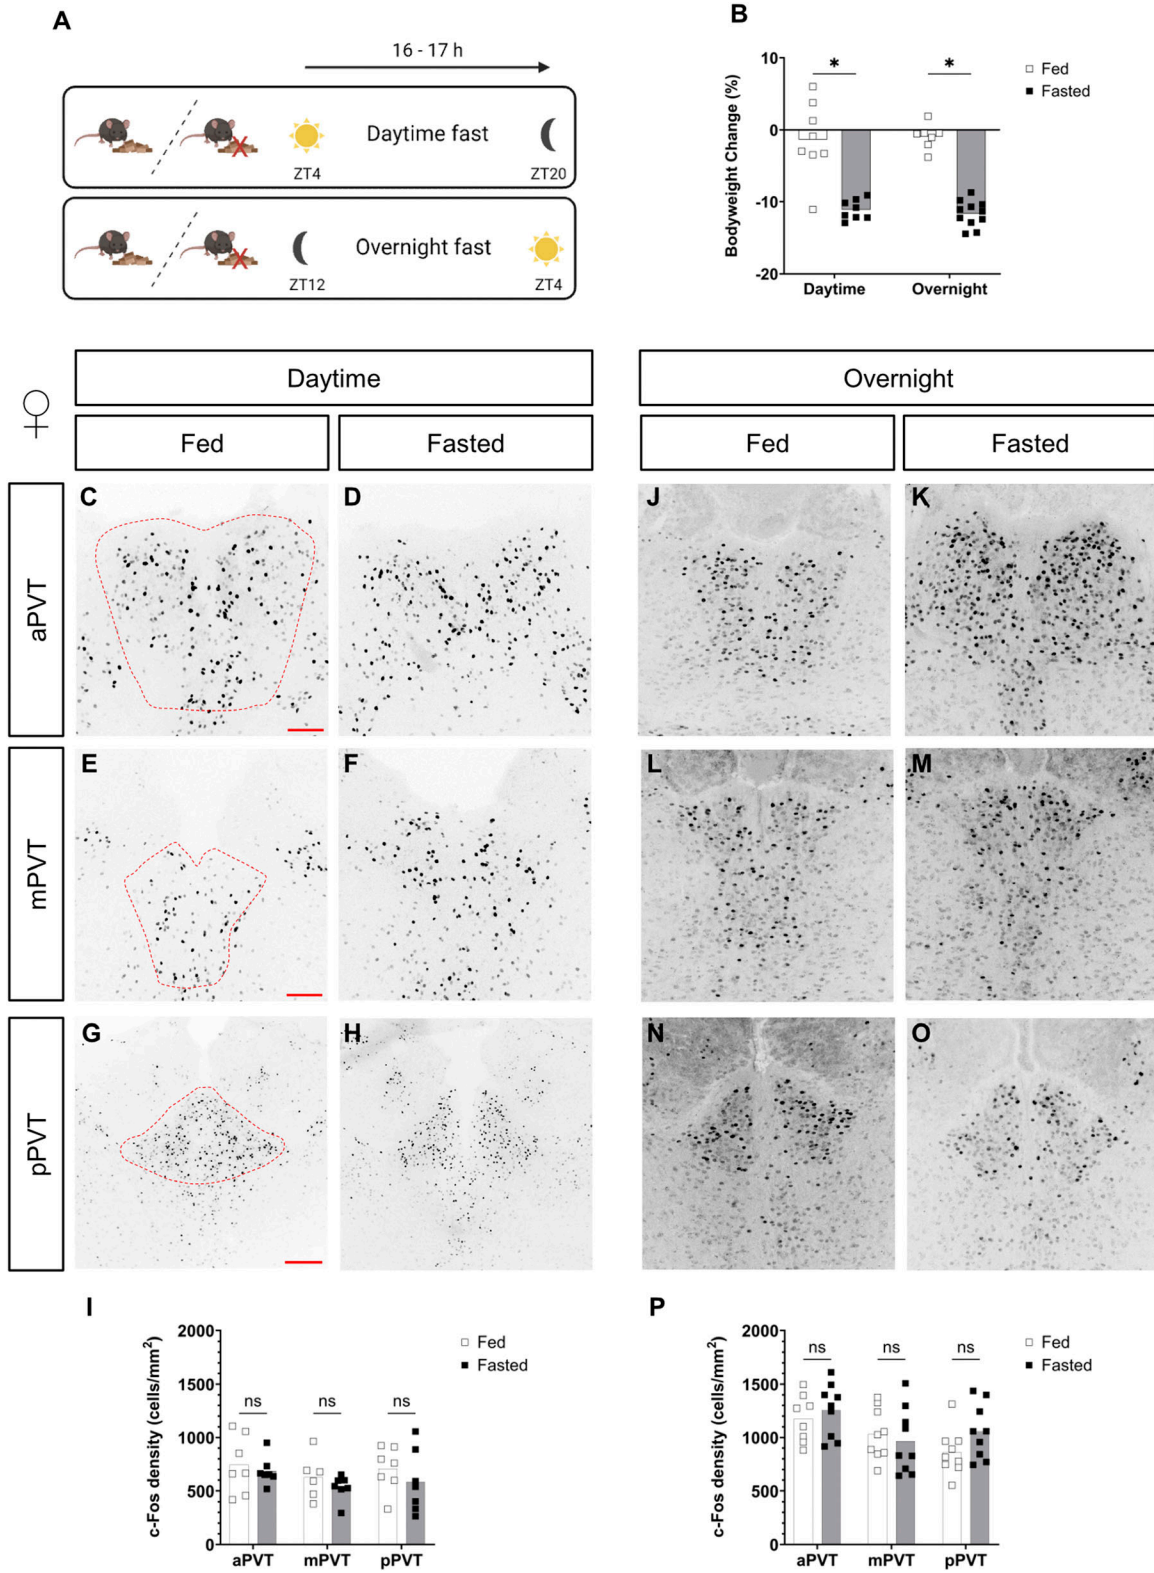 A
16 - 17 h
Daytime fast
ZT4
ZT20
Overnight fast
ZT12
ZT4
B
Bodyweight Change (%)
10
0
-10
-20
*
*
Fed
Fasted
Daytime
Overnight
♀
Daytime
Overnight
Fed
Fasted
Fed
Fasted
aPVT
C
D
J
K
mPVT
E
F
L
M
pPVT
G
H
N
O
I
c-Fos density (cells/mm²)
2000
1500
1000
500
0
ns
ns
ns
Fed
Fasted
aPVT
mPVT
pPVT
P
c-Fos density (cells/mm²)
2000
1500
1000
500
0
ns
ns
ns
Fed
Fasted
aPVT
mPVT
pPVT